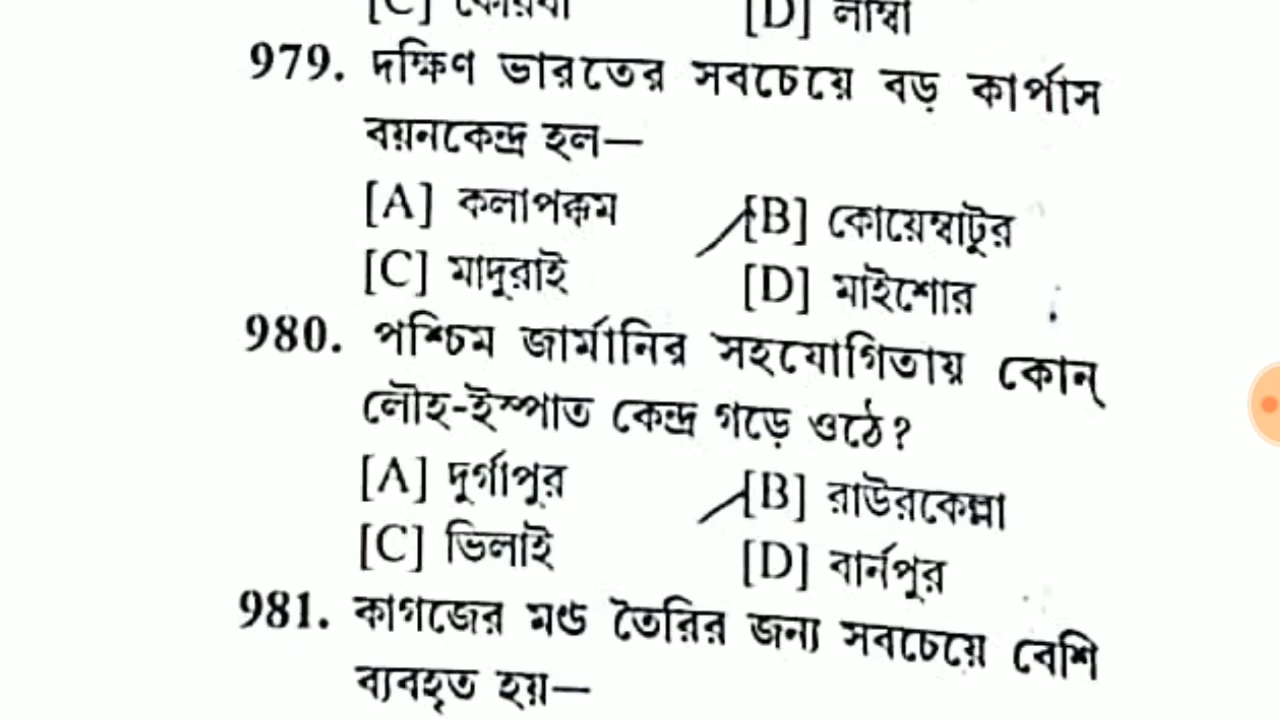 [C] কোরবা [D] লাম্বা
979. দক্ষিণ ভারতের সবচেয়ে বড় কার্পাস
বয়নকেন্দ্র হল—
[A] কলাপক্কম [B] কোয়েম্বাটুর
[C] মাদুরাই [D] মাইশোর
980. পশ্চিম জার্মানির সহযোগিতায় কোন্
লৌহ-ইস্পাত কেন্দ্র গড়ে ওঠে?
[A] দুর্গাপুর [B] রাউরকেল্লা
[C] ভিলাই [D] বার্নপুর
981. কাগজের মণ্ড তৈরির জন্য সবচেয়ে বেশি
ব্যবহৃত হয়—